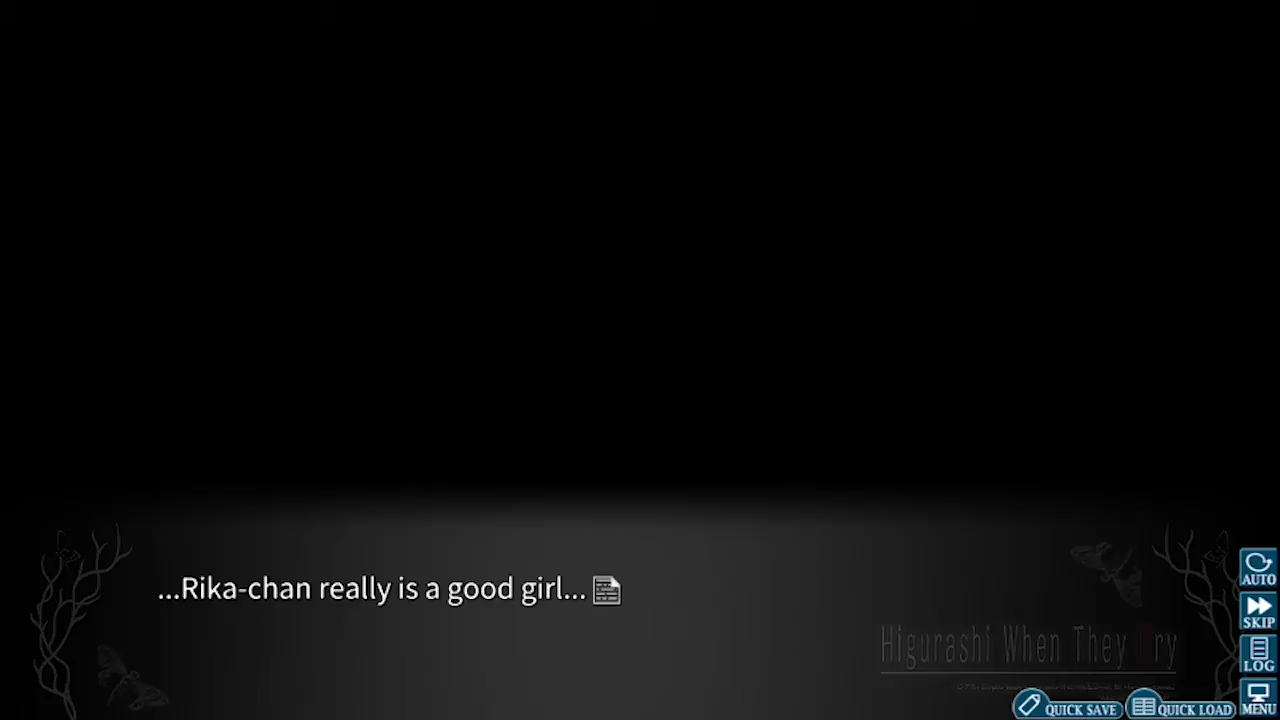 ...Rika-chan really is a good girl...
Higurashi When They Cry
AUTO
SKIP
LOG
MENU
QUICK SAVE
QUICK LOAD